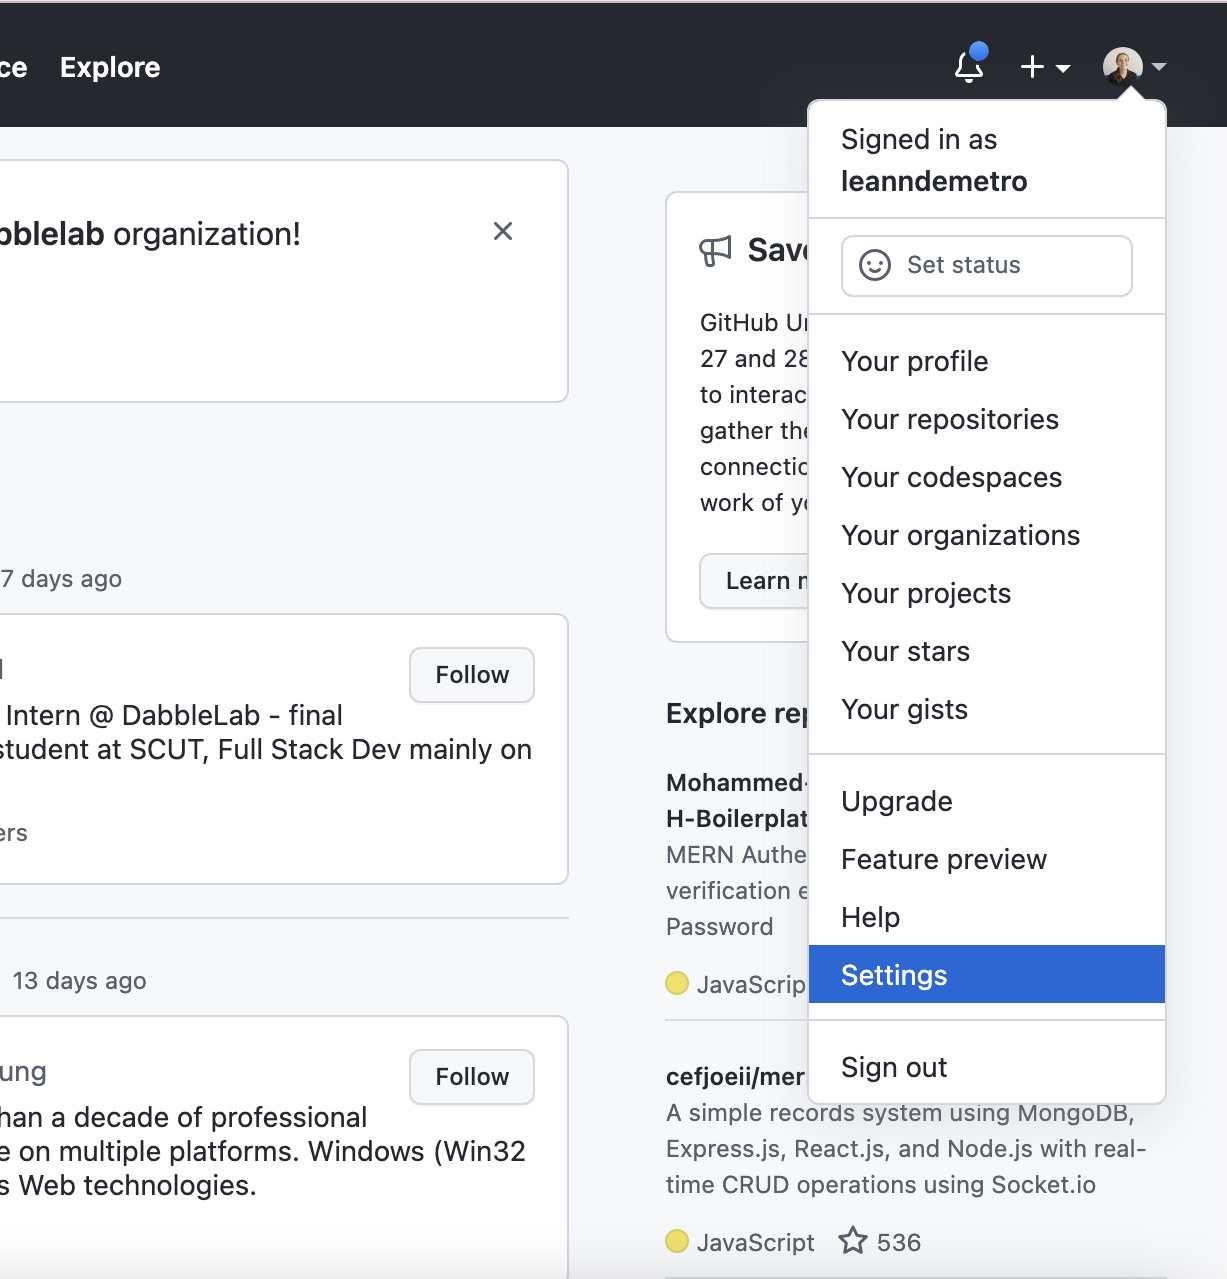 ce Explore
Signed in as
leanndemetro
Set status
Your profile
Your repositories
Your codespaces
Your organizations
Your projects
Your stars
Your gists
Upgrade
Feature preview
Help
Settings
Sign out
bblelab organization!
7 days ago
Follow
Intern @ DabbleLab - final
student at SCUT, Full Stack Dev mainly on
ers
13 days ago
ung
Follow
han a decade of professional
e on multiple platforms. Windows (Win32
s Web technologies.
Save
GitHub Un
27 and 28
to interac
gather the
connectio
work of yo
Learn m
Explore rep
Mohammed-
H-Boilerplat
MERN Authe
verification e
Password
JavaScrip
cefjoeii/mer
A simple records system using MongoDB,
Express.js, React.js, and Node.js with real-
time CRUD operations using Socket.io
JavaScript 536